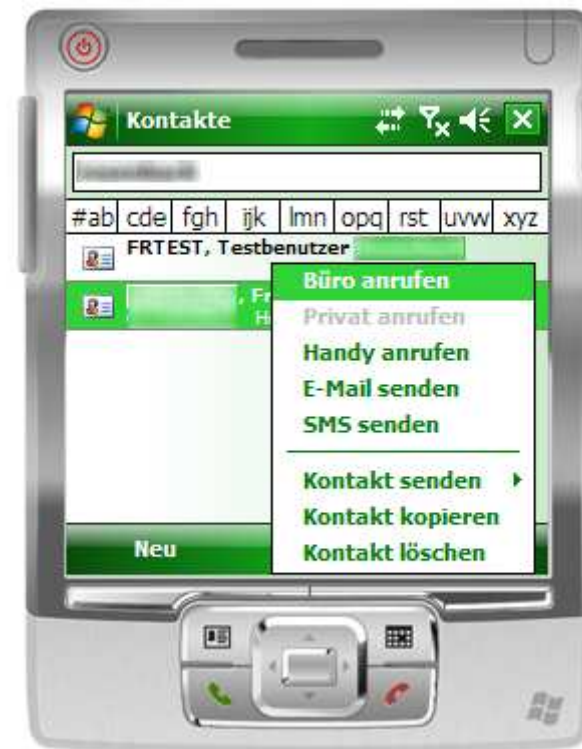 Kontakte
#ab cde fgh ijk lmn opq rst uvw xyz
FRTEST, Testbenutzer
, Fr
H
Büro anrufen
Privat anrufen
Handy anrufen
E-Mail senden
SMS senden
Kontakt senden
Kontakt kopieren
Kontakt löschen
Neu